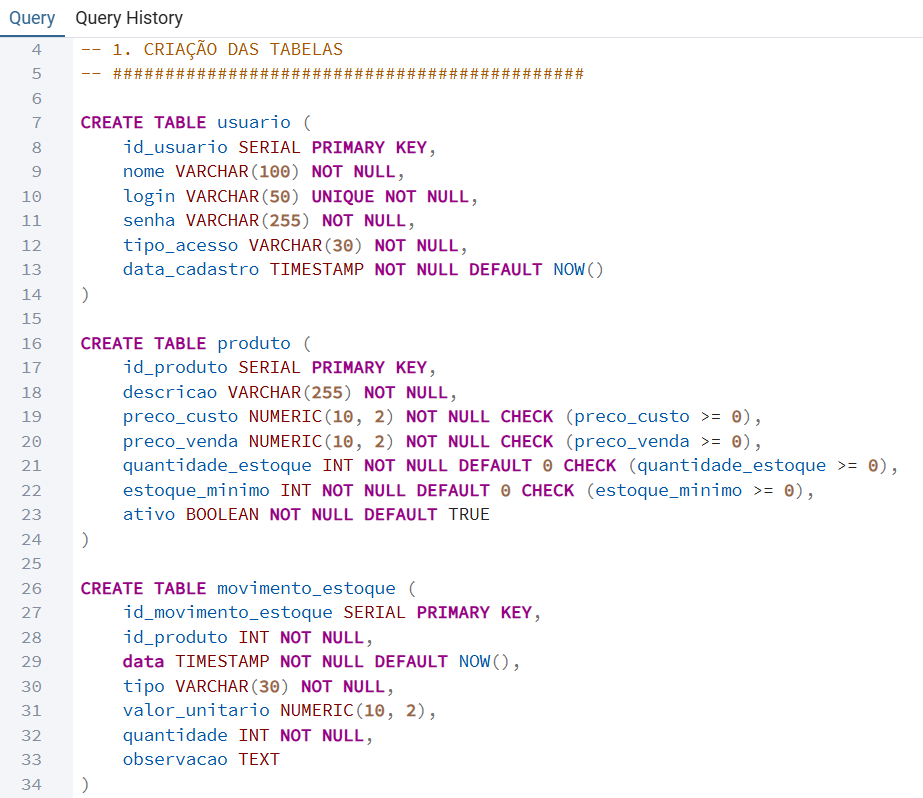 Query Query History
4 -- 1. CRIAÇÃO DAS TABELAS
5 -- #############################################
6
7 CREATE TABLE usuario (
8 id_usuario SERIAL PRIMARY KEY,
9 nome VARCHAR(100) NOT NULL,
10 login VARCHAR(50) UNIQUE NOT NULL,
11 senha VARCHAR(255) NOT NULL,
12 tipo_acesso VARCHAR(30) NOT NULL,
13 data_cadastro TIMESTAMP NOT NULL DEFAULT NOW()
14 )
15
16 CREATE TABLE produto (
17 id_produto SERIAL PRIMARY KEY,
18 descricao VARCHAR(255) NOT NULL,
19 preco_custo NUMERIC(10, 2) NOT NULL CHECK (preco_custo >= 0),
20 preco_venda NUMERIC(10, 2) NOT NULL CHECK (preco_venda >= 0),
21 quantidade_estoque INT NOT NULL DEFAULT 0 CHECK (quantidade_estoque >= 0),
22 estoque_minimo INT NOT NULL DEFAULT 0 CHECK (estoque_minimo >= 0),
23 ativo BOOLEAN NOT NULL DEFAULT TRUE
24 )
25
26 CREATE TABLE movimento_estoque (
27 id_movimento_estoque SERIAL PRIMARY KEY,
28 id_produto INT NOT NULL,
29 data TIMESTAMP NOT NULL DEFAULT NOW(),
30 tipo VARCHAR(30) NOT NULL,
31 valor_unitario NUMERIC(10, 2),
32 quantidade INT NOT NULL,
33 observacao TEXT
34 )